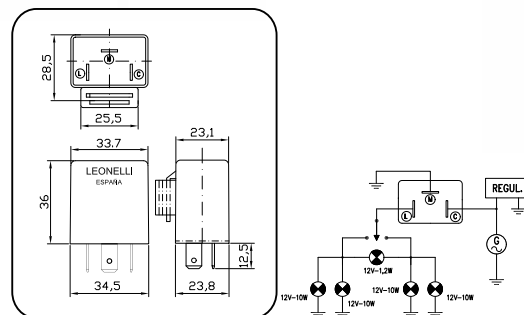 28,5
M
L
C
25,5
33.7
23,1
LEONELLI
ESPAÑA
36
12,5
34,5
23,8
M
L
C
REGUL.
G
12V-1,2W
12V-10W
12V-10W
12V-10W
12V-10W